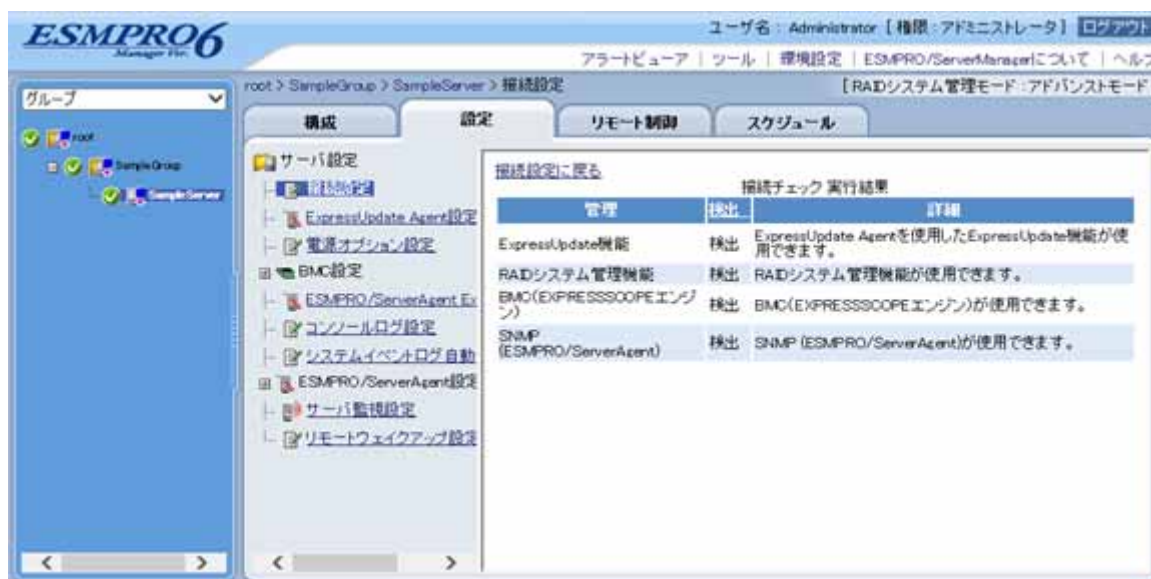 ESMPRO6
Manager Ver.
ユーザ名 : Administrator 【 権限 : アドミニストレータ】 ログアウト
アラートビューア | ツール | 環境設定 | ESMPRO/ServerManagerについて | ヘルプ
グループ
root
SampleGroup
SampleServer
root > SampleGroup > SampleServer > 接続設定
【 RAIDシステム管理モード : アドバンストモード
構成
設定
リモート制御
スケジュール
サーバ設定
接続設定
ExpressUpdate Agent設定
電源オプション設定
BMC設定
ESMPRO/ServerAgent Ex
コンソールログ設定
システムイベントログ自動
ESMPRO/ServerAgent設定
サーバ監視設定
リモートウェイクアップ設定
接続設定に戻る
接続チェック 実行結果
管理 検出 詳細
ExpressUpdate機能 検出 ExpressUpdate Agentを使用したExpressUpdate機能が使
用できます。
RAIDシステム管理機能 検出 RAIDシステム管理機能が使用できます。
BMC(EXPRESSSCOPEエンジ
ン) 検出 BMC(EXPRESSSCOPEエンジン)が使用できます。
SNMP
(ESMPRO/ServerAgent) 検出 SNMP (ESMPRO/ServerAgent)が使用できます。